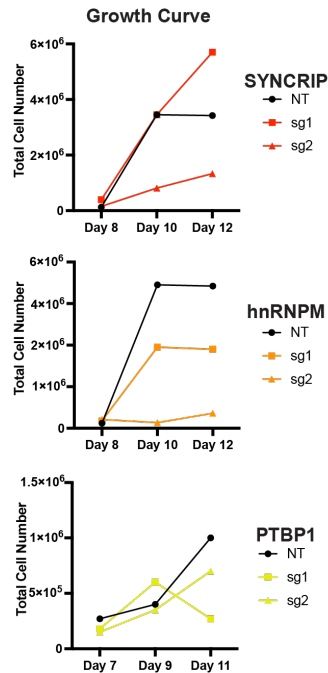 Growth Curve
6×10⁶
4×10⁶
2×10⁶
0
Total Cell Number
Day 8 Day 10 Day 12
SYNCRIP
NT
sg1
sg2
6×10⁶
4×10⁶
2×10⁶
1×10⁶
0
Total Cell Number
Day 8 Day 10 Day 12
hnRNPM
NT
sg1
sg2
1.5×10⁶
1×10⁶
5×10⁵
0
Total Cell Number
Day 7 Day 9 Day 11
PTBP1
NT
sg1
sg2